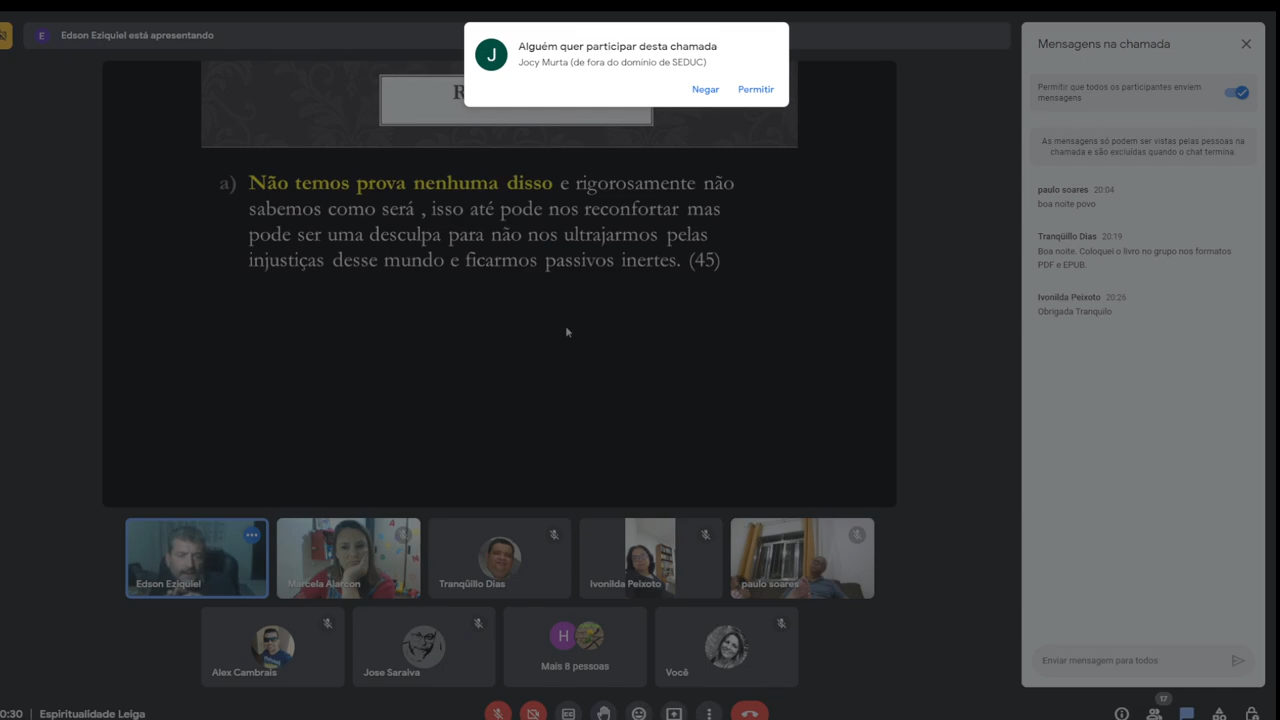 E Edson Eziquiel está apresentando
J
Alguém quer participar desta chamada
Jocy Murta (de fora do domínio de SEDUC)
Negar Permitir
R
a) Não temos prova nenhuma disso e rigorosamente não
sabemos como será , isso até pode nos reconfortar mas
pode ser uma desculpa para não nos ultrajarmos pelas
injustiças desse mundo e ficarmos passivos inertes. (45)
Edson Eziquiel
Marcela Alarcon
Tranqüillo Dias
Ivonilda Peixoto
paulo soares
Alex Cambrais
Jose Saraiva
H
Mais 8 pessoas
Você
0:30 | Espiritualidade Leiga
17
Mensagens na chamada
Permitir que todos os participantes enviem
mensagens
As mensagens só podem ser vistas pelas pessoas na
chamada e são excluídas quando o chat termina.
paulo soares 20:04
boa noite povo
Tranqüillo Dias 20:19
Boa noite. Coloquei o livro no grupo nos formatos
PDF e EPUB.
Ivonilda Peixoto 20:26
Obrigada Tranquilo
Enviar mensagem para todos